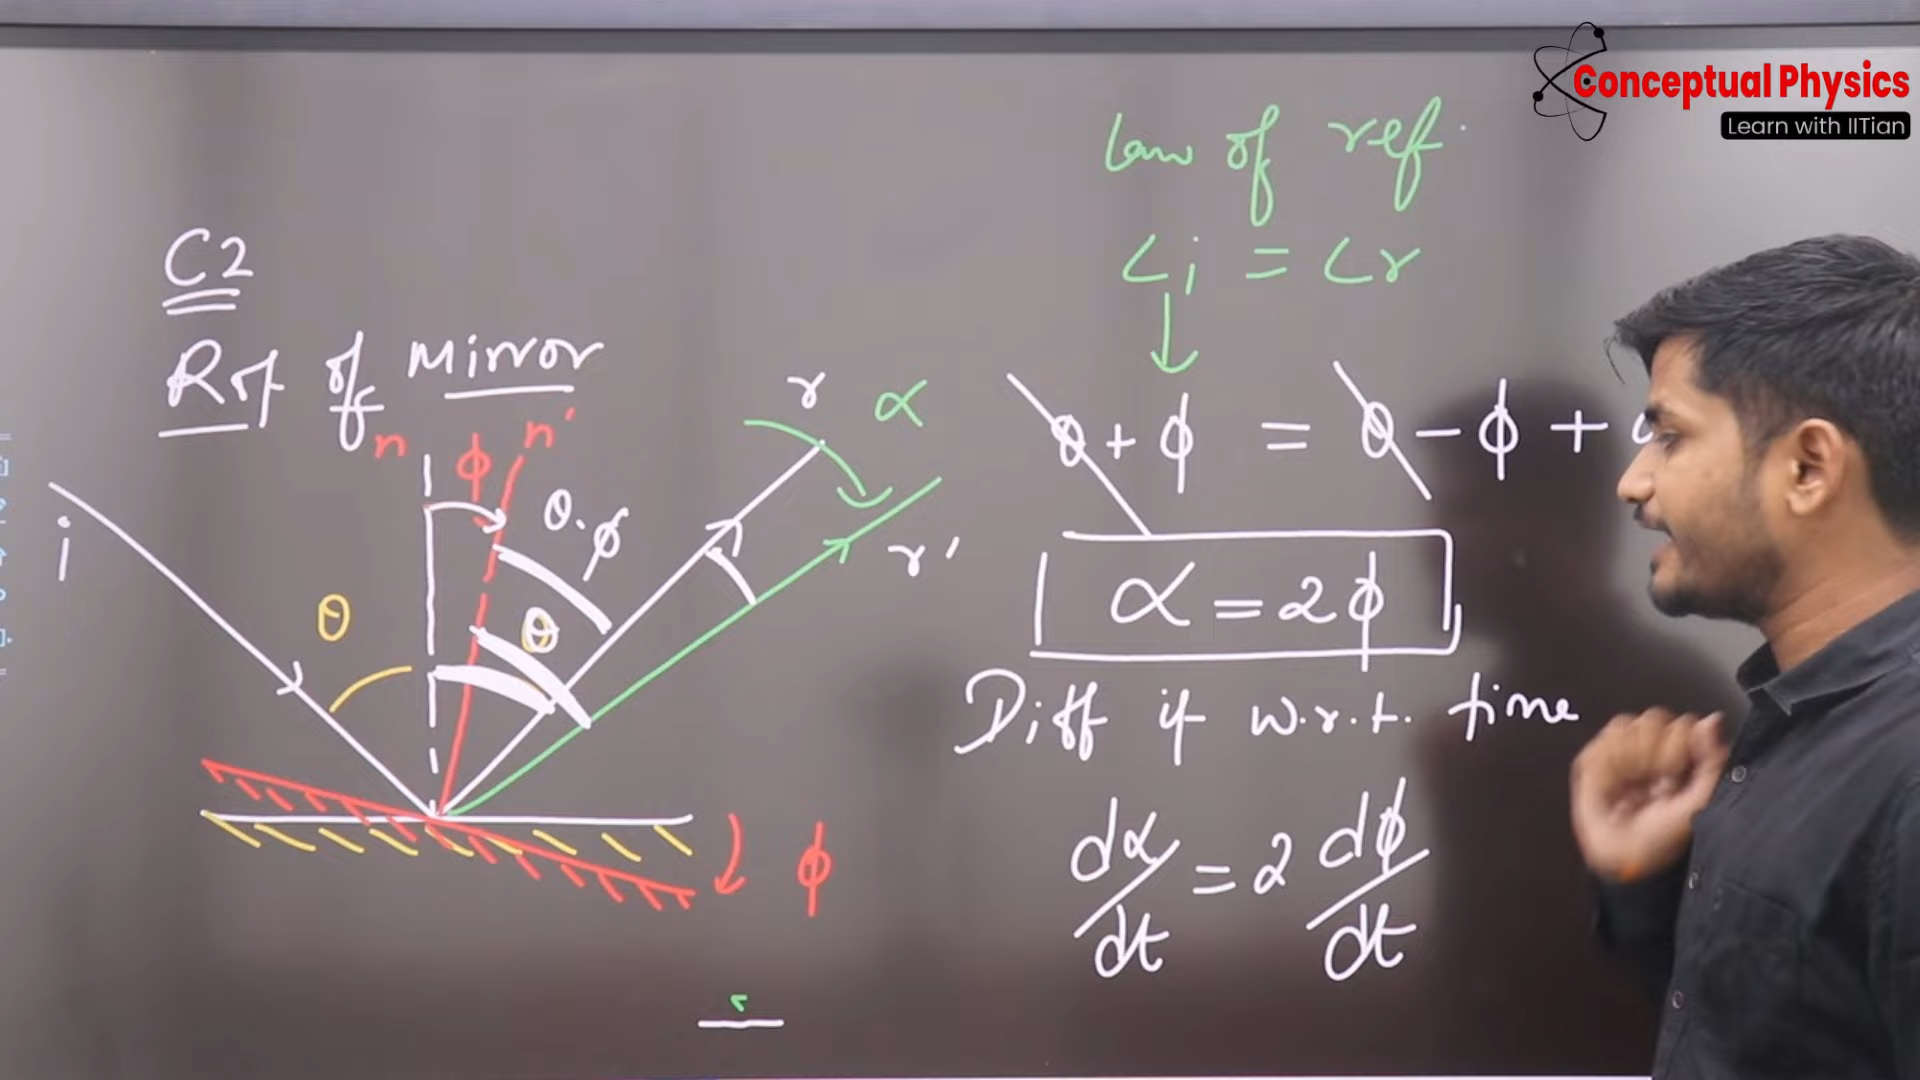 Conceptual Physics
Learn with IITian
Law of ref.
∠i = ∠r
C2
Rot of Mirror
n ϕ n'
r α
θ + ϕ = θ - ϕ +
i
θ
θ - ϕ
θ
r'
α = 2ϕ
Diff it w.r.t. time
dα/dt = 2 dϕ/dt
ϕ